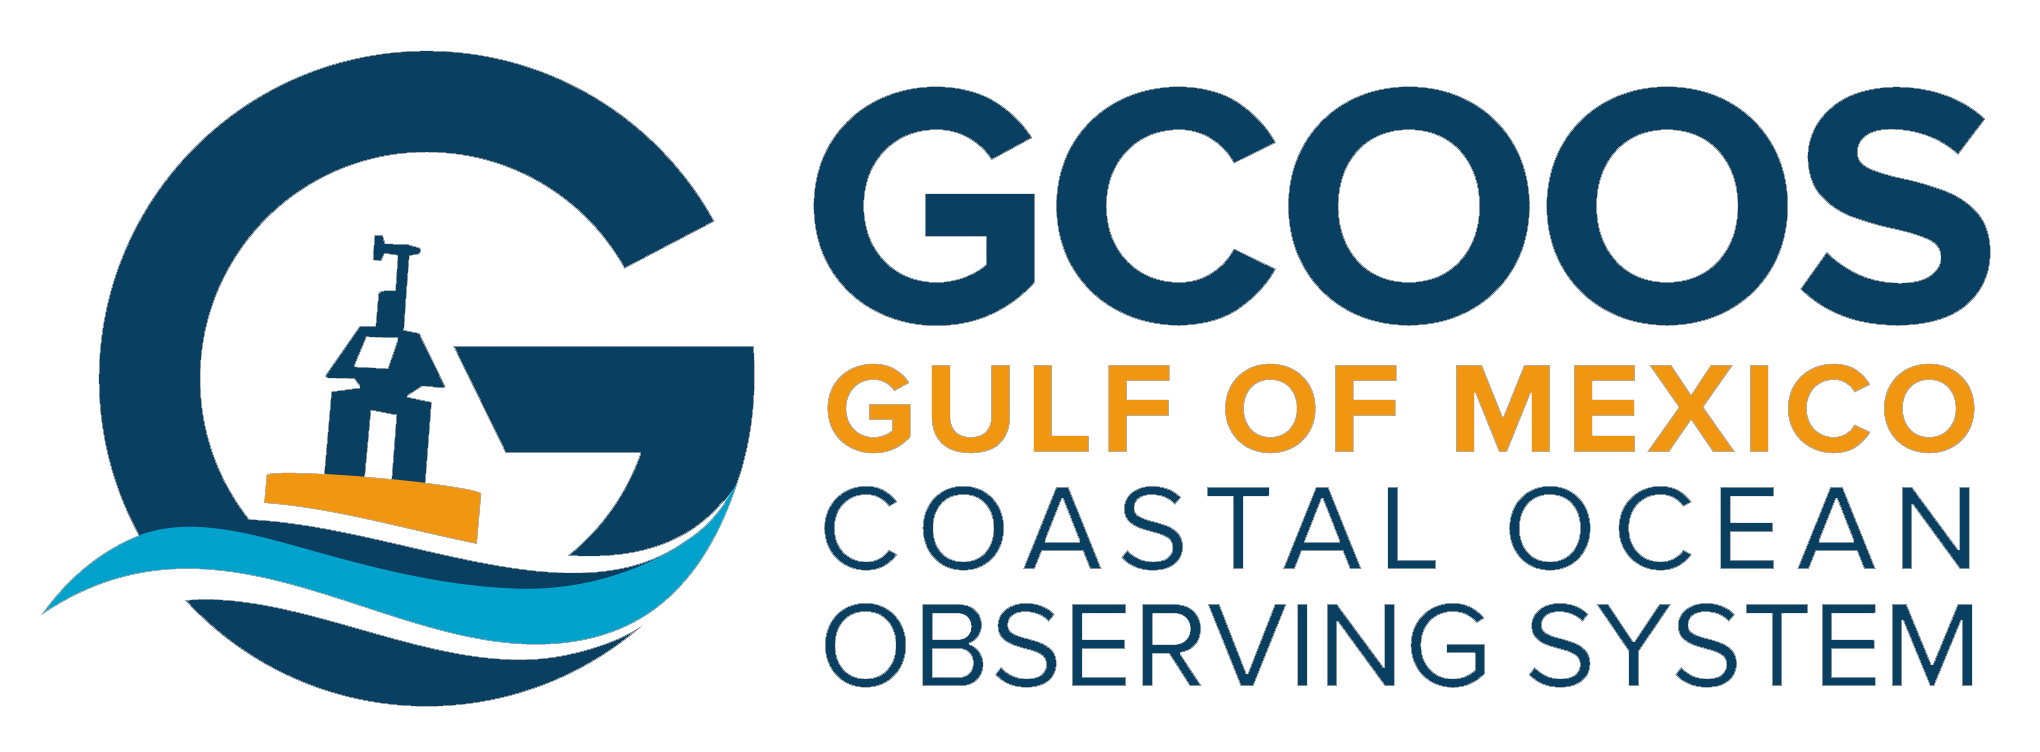 GCOOS
GULF OF MEXICO
COASTAL OCEAN
OBSERVING SYSTEM